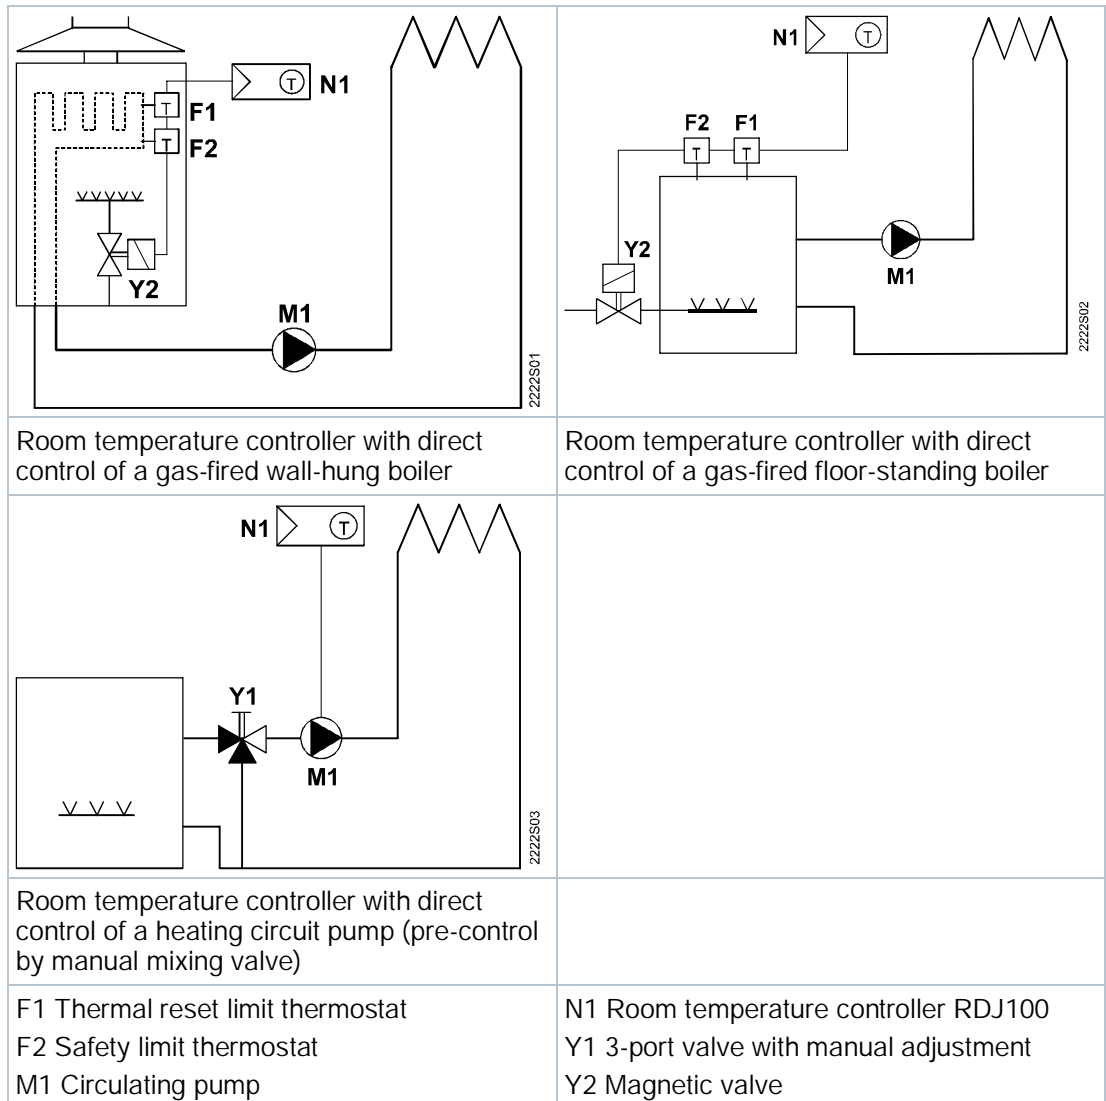 N1
T
T
F1
T
F2
Y2
M1
2222S01
N1
T
F2
F1
T
T
Y2
M1
2222S02
Room temperature controller with direct
control of a gas-fired wall-hung boiler
Room temperature controller with direct
control of a gas-fired floor-standing boiler
N1
T
Y1
M1
2222S03
Room temperature controller with direct
control of a heating circuit pump (pre-control
by manual mixing valve)
F1 Thermal reset limit thermostat
F2 Safety limit thermostat
M1 Circulating pump
N1 Room temperature controller RDJ100
Y1 3-port valve with manual adjustment
Y2 Magnetic valve